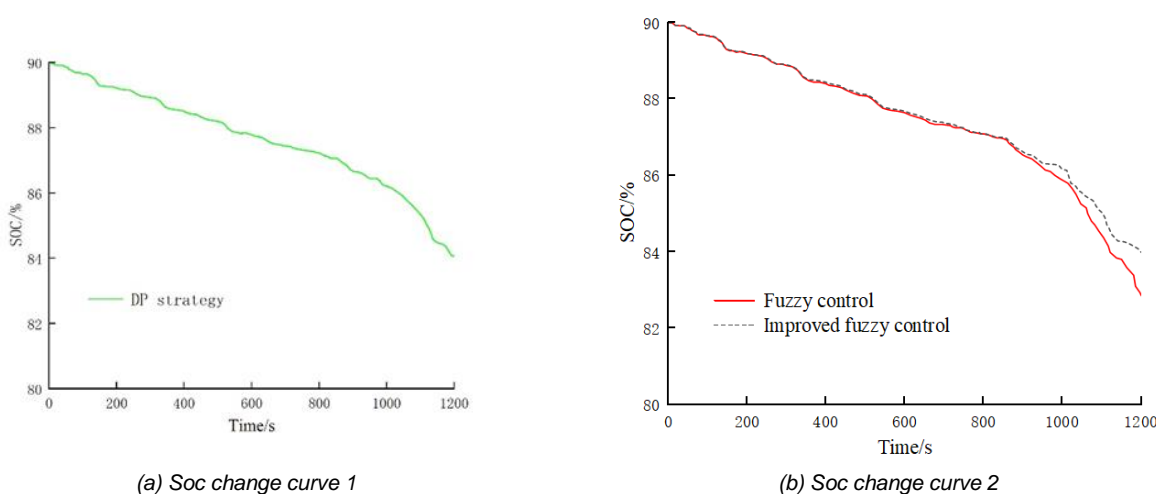 90
88
86
84
82
80
SOC/%
DP strategy
0 200 400 600 800 1000 1200
Time/s
(a) Soc change curve 1
90
88
86
84
82
80
SOC/%
Fuzzy control
Improved fuzzy control
0 200 400 600 800 1000 1200
Time/s
(b) Soc change curve 2